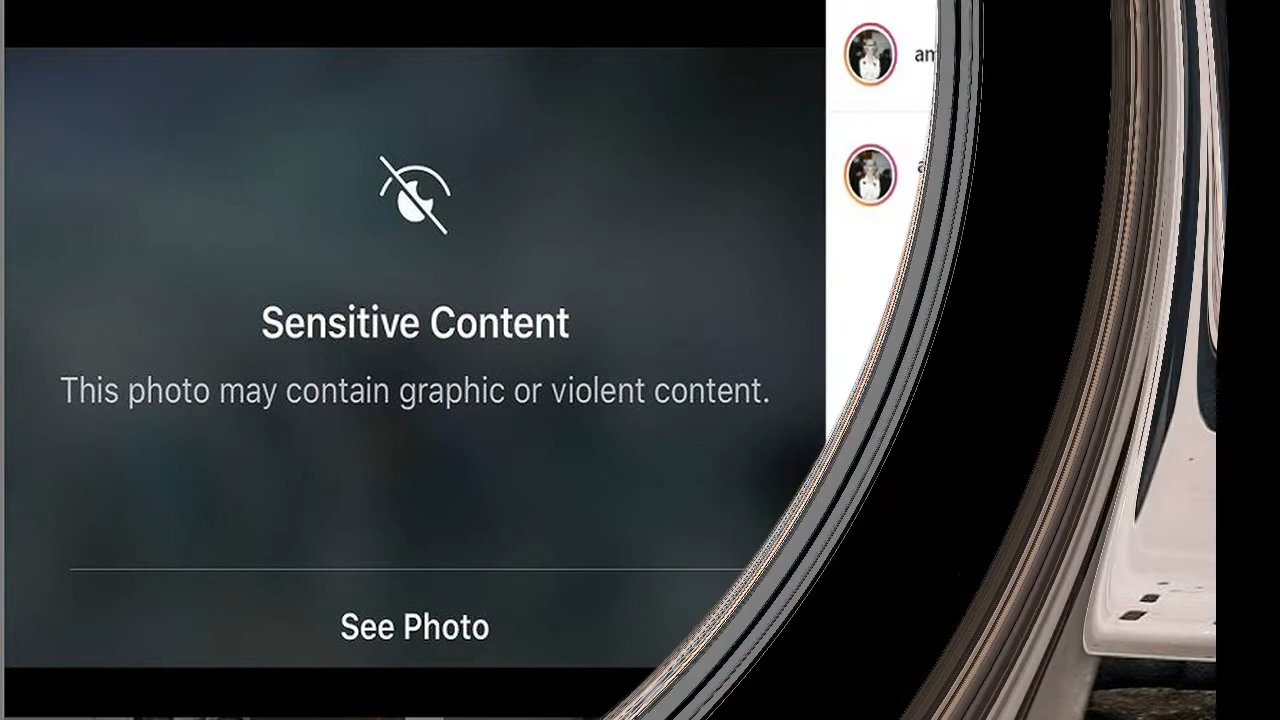 Sensitive Content
This photo may contain graphic or violent content.
See Photo